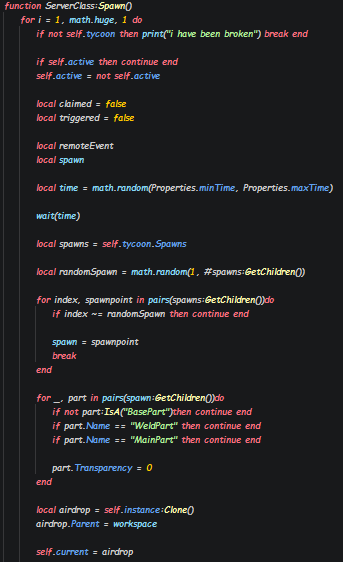 function ServerClass:Spawn()
for i = 1, math.huge, 1 do
if not self.tycoon then print("i have been broken") break end
if self.active then continue end
self.active = not self.active
local claimed = false
local triggered = false
local remoteEvent
local spawn
local time = math.random(Properties.minTime, Properties.maxTime)
wait(time)
local spawns = self.tycoon.Spawns
local randomSpawn = math.random(1, #spawns:GetChildren())
for index, spawnpoint in pairs(spawns:GetChildren())do
if index ~= randomSpawn then continue end
spawn = spawnpoint
break
end
for _, part in pairs(spawn:GetChildren())do
if not part:IsA("BasePart")then continue end
if part.Name == "WeldPart" then continue end
if part.Name == "MainPart" then continue end
part.Transparency = 0
end
local airdrop = self.instance:Clone()
airdrop.Parent = workspace
self.current = airdrop